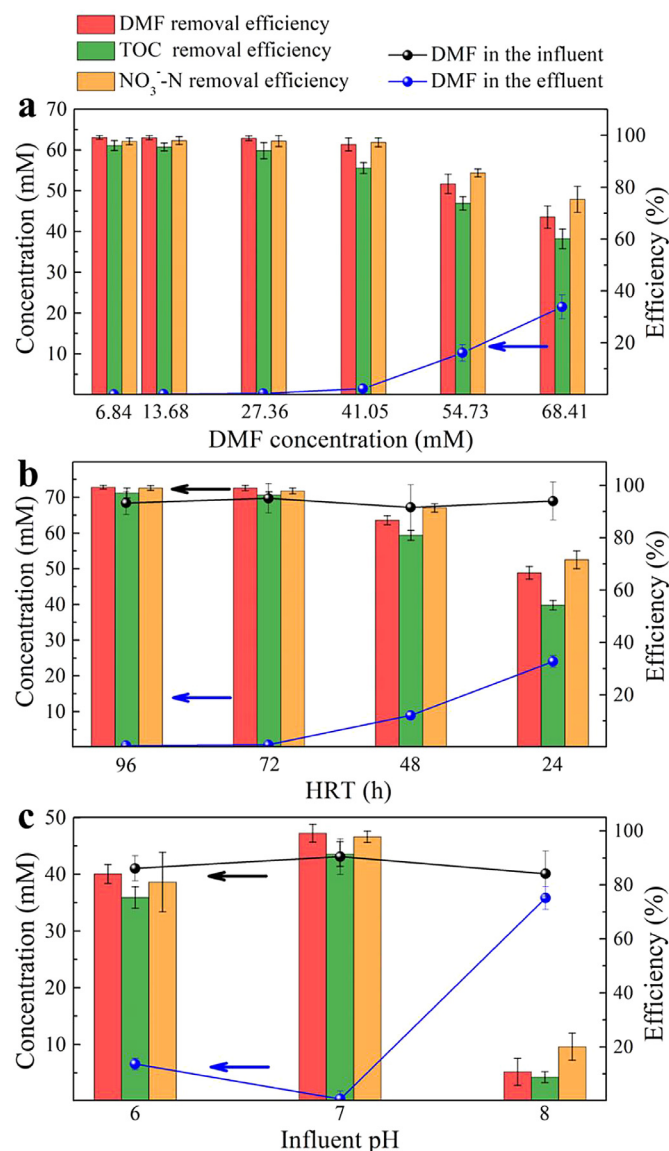 DMF removal efficiency
TOC removal efficiency
NO₃⁻-N removal efficiency
DMF in the influent
DMF in the effluent
a
70
60
50
40
30
20
10
Concentration (mM)
100
80
60
40
20
Efficiency (%)
6.84 13.68 27.36 41.05 54.73 68.41
DMF concentration (mM)
b
70
60
50
40
30
20
10
Concentration (mM)
100
80
60
40
20
Efficiency (%)
96 72 48 24
HRT (h)
c
50
40
30
20
10
Concentration (mM)
100
80
60
40
20
Efficiency (%)
6 7 8
Influent pH